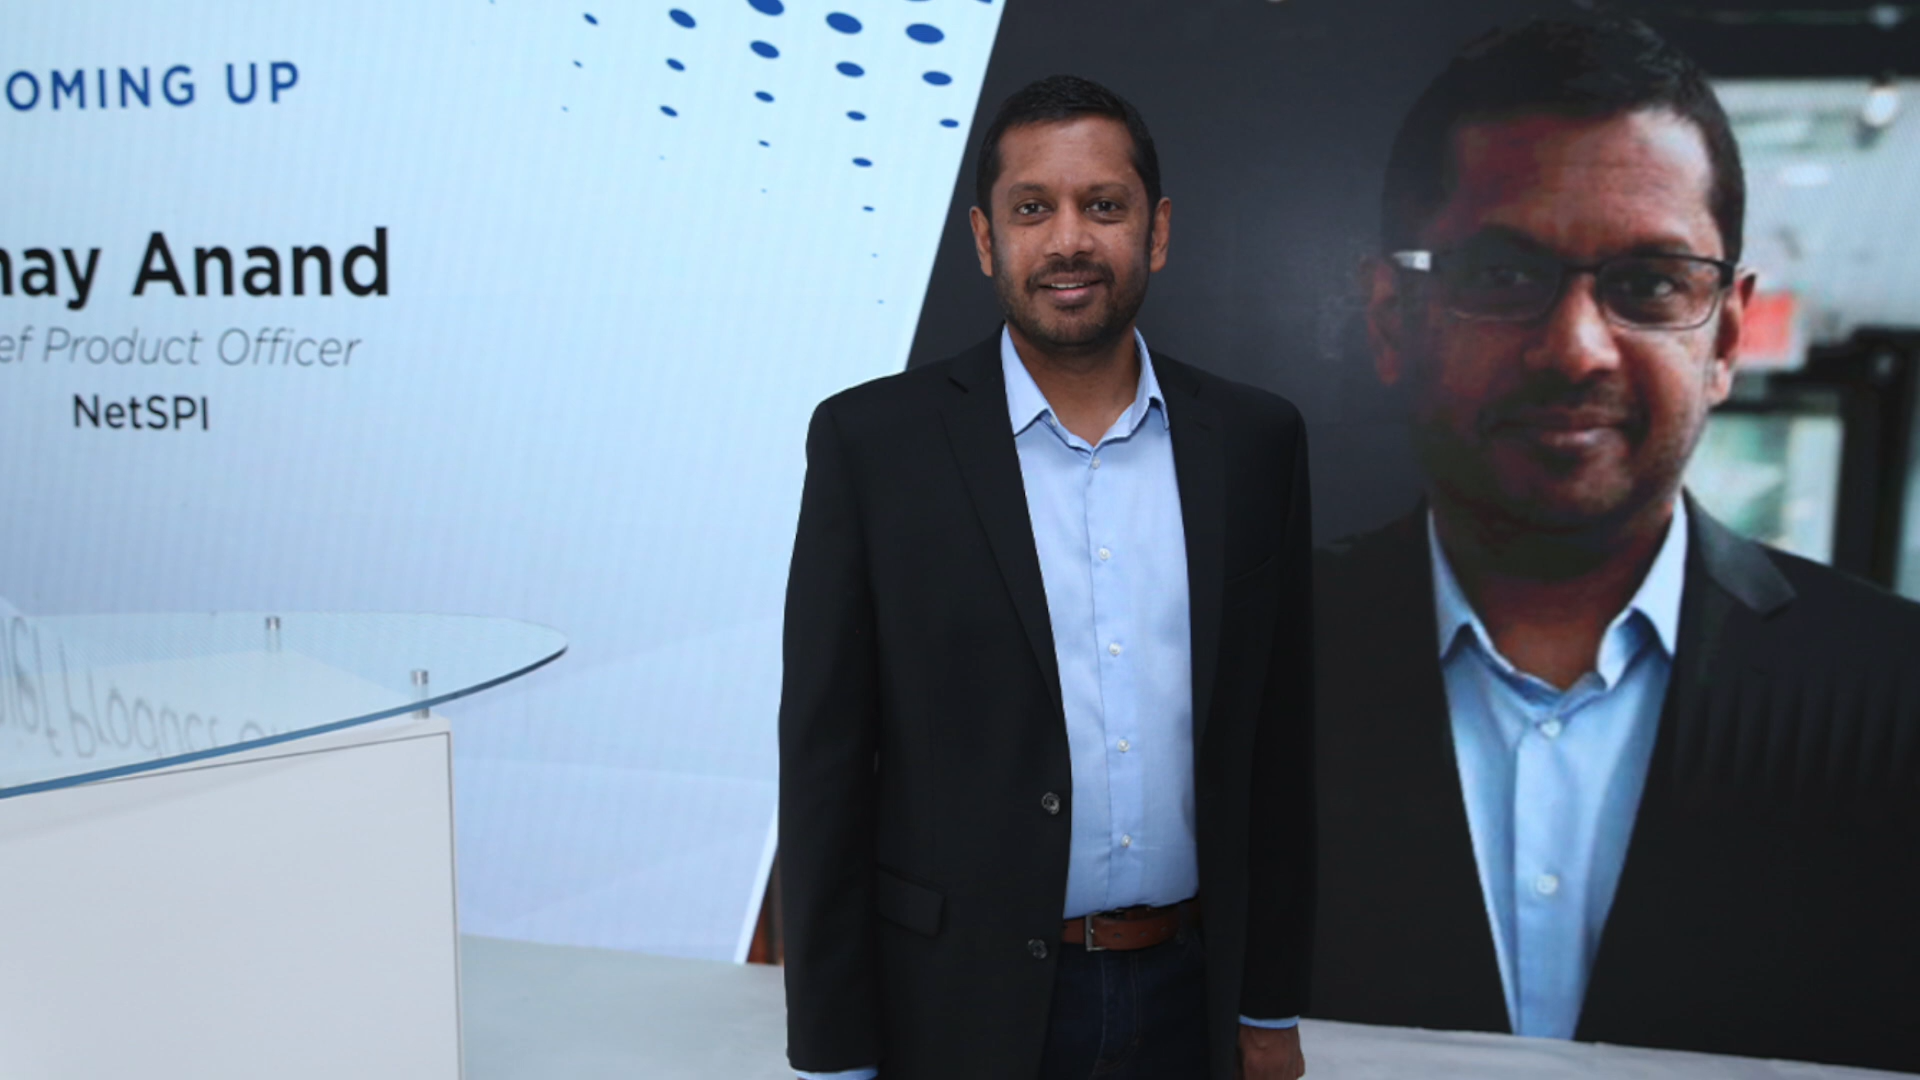 OMING UP
nay Anand
ef Product Officer
NetSPI